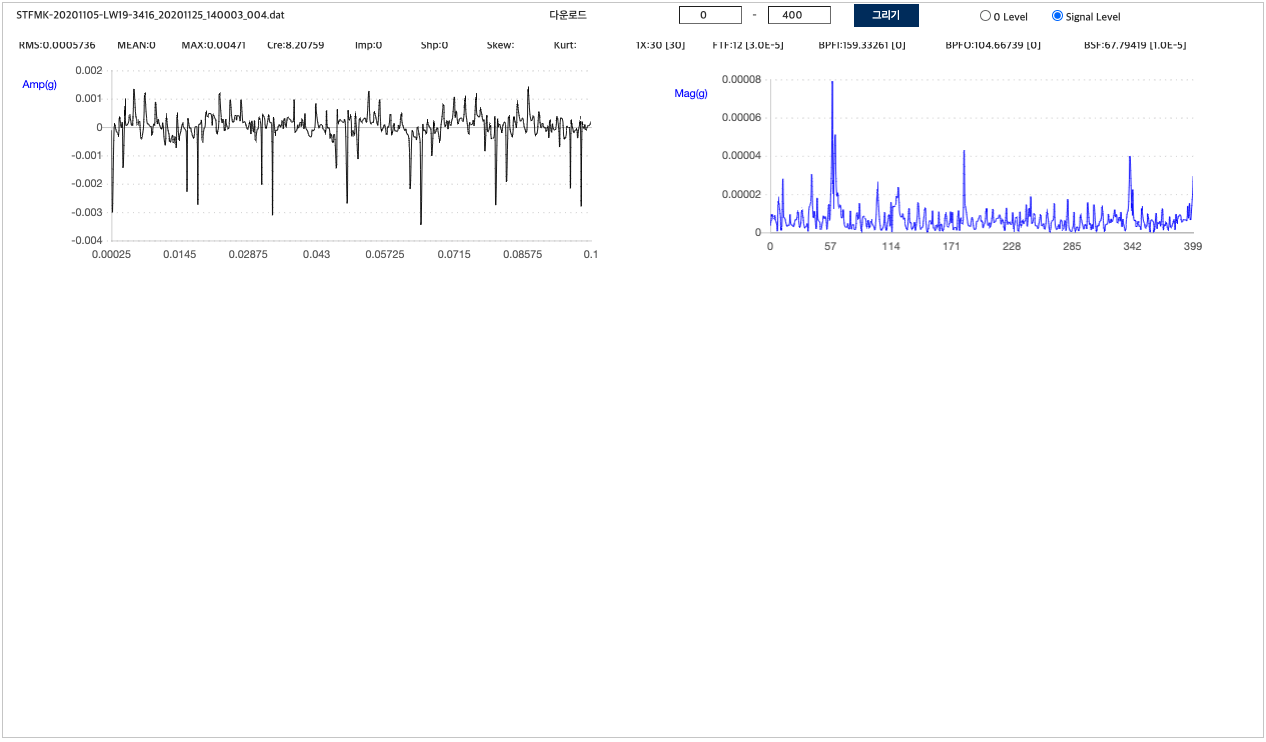 STFMK-20201105-LW19-3416_20201125_140003_004.dat 다운로드 0 - 400 그리기 0 Level Signal Level
RMS:0.0005736 MEAN:0 MAX:0.00471 Cre:8.20759 Imp:0 Shp:0 Skew: Kurt: 1X:30 [30] FTF:12 [3.0E-5] BPFI:159.33261 [0] BPFO:104.66739 [0] BSF:67.79419 [1.0E-5]
Amp(g)
0.002
0.001
0
-0.001
-0.002
-0.003
-0.004
0.00025 0.0145 0.02875 0.043 0.05725 0.0715 0.08575 0.1
Mag(g)
0.00008
0.00006
0.00004
0.00002
0
0 57 114 171 228 285 342 399